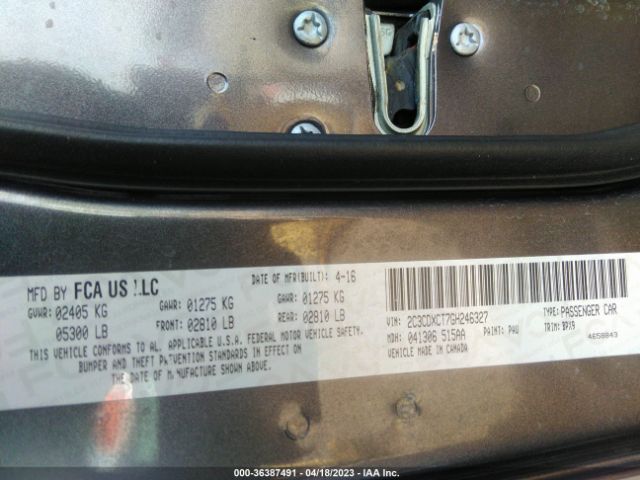 MFD BY FCA US LLC
DATE OF MFR(BUILT): 4-16
GVWR: 02405 KG
GAWR: 01275 KG
GAWR: 01275 KG
05300 LB
FRONT: 02810 LB
REAR: 02810 LB
THIS VEHICLE CONFORMS TO ALL APPLICABLE U.S.A. FEDERAL MOTOR VEHICLE SAFETY,
BUMPER AND THEFT PREVENTION STANDARDS IN EFFECT ON
THE DATE OF MANUFACTURE SHOWN ABOVE.
VIN: 2C3CDXCT7GH246327
TYPE: PASSENGER CAR
MDH: 041306 515AA
PAINT: PAU
TRIM: BPX9
VEHICLE MADE IN CANADA
4658843
000-36387491 - 04/18/2023 - IAA Inc.